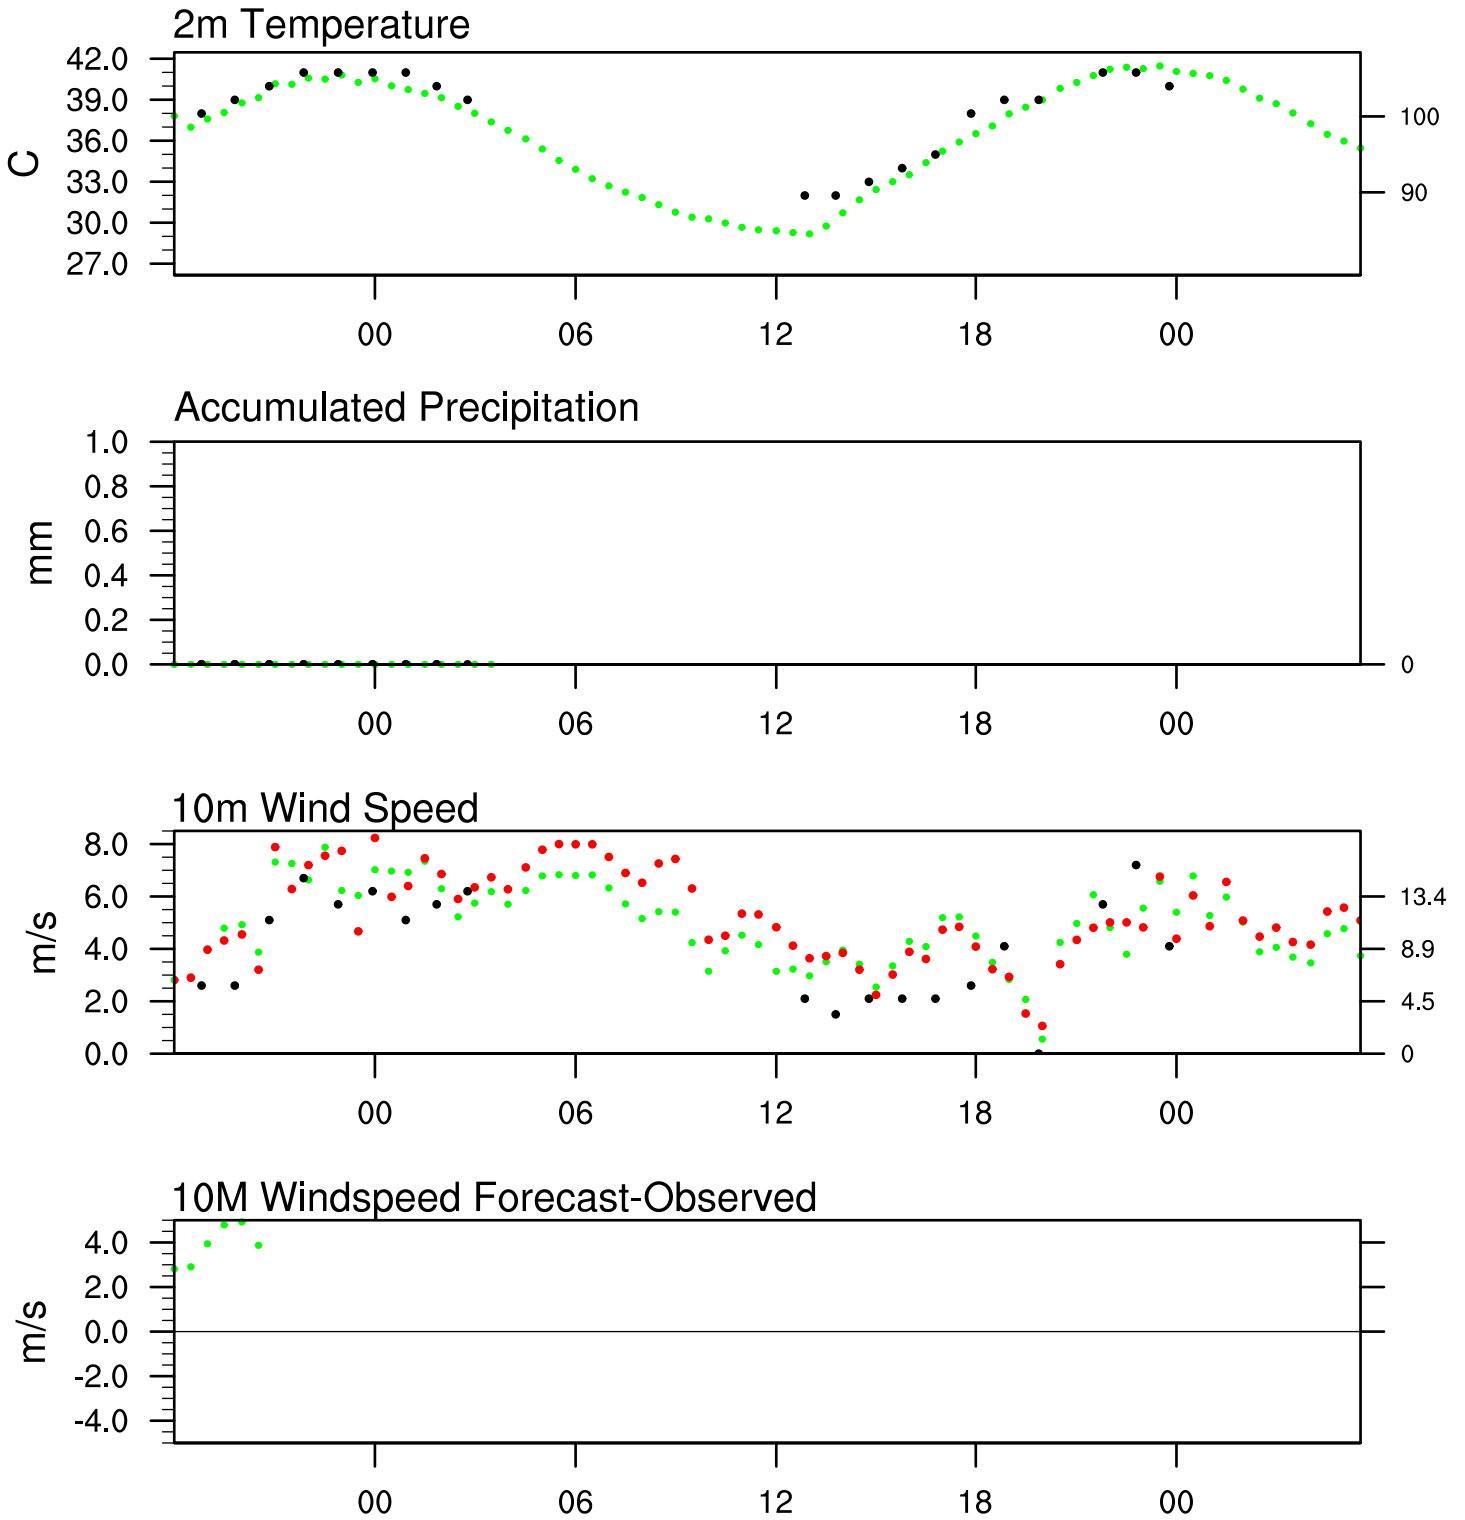 2m Temperature
42.0
39.0
36.0
33.0
30.0
27.0
C
100
90
00 06 12 18 00
Accumulated Precipitation
1.0
0.8
0.6
0.4
0.2
0.0
mm
0
00 06 12 18 00
10m Wind Speed
8.0
6.0
4.0
2.0
0.0
m/s
13.4
8.9
4.5
0
00 06 12 18 00
10M Windspeed Forecast-Observed
4.0
2.0
0.0
-2.0
-4.0
m/s
00 06 12 18 00